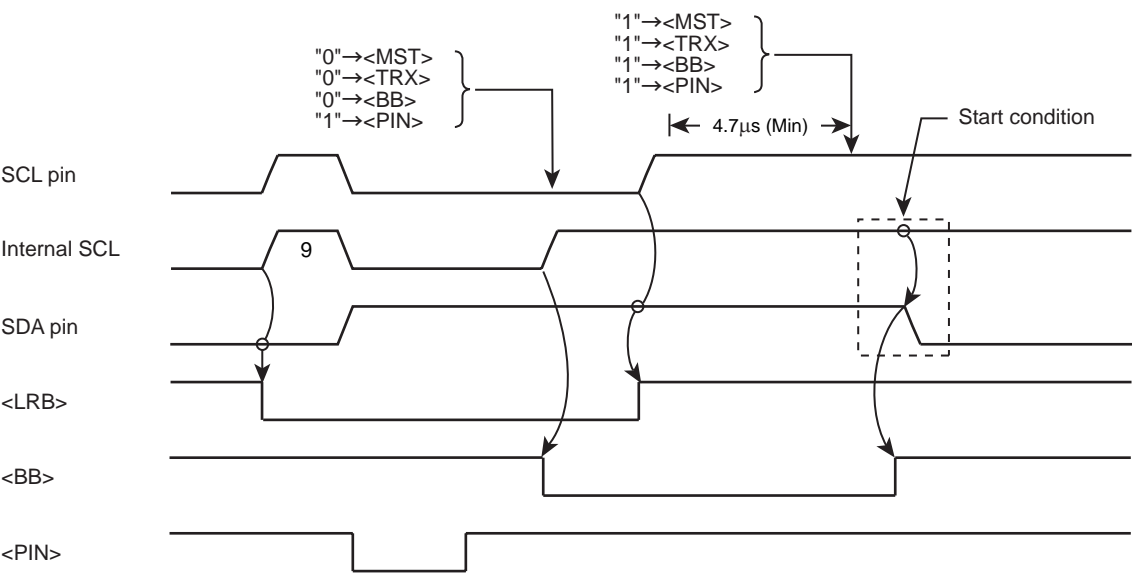 "0"→<MST>
"0"→<TRX>
"0"→<BB>
"1"→<PIN>
"1"→<MST>
"1"→<TRX>
"1"→<BB>
"1"→<PIN>
4.7μs (Min)
Start condition
SCL pin
Internal SCL
9
SDA pin
<LRB>
<BB>
<PIN>